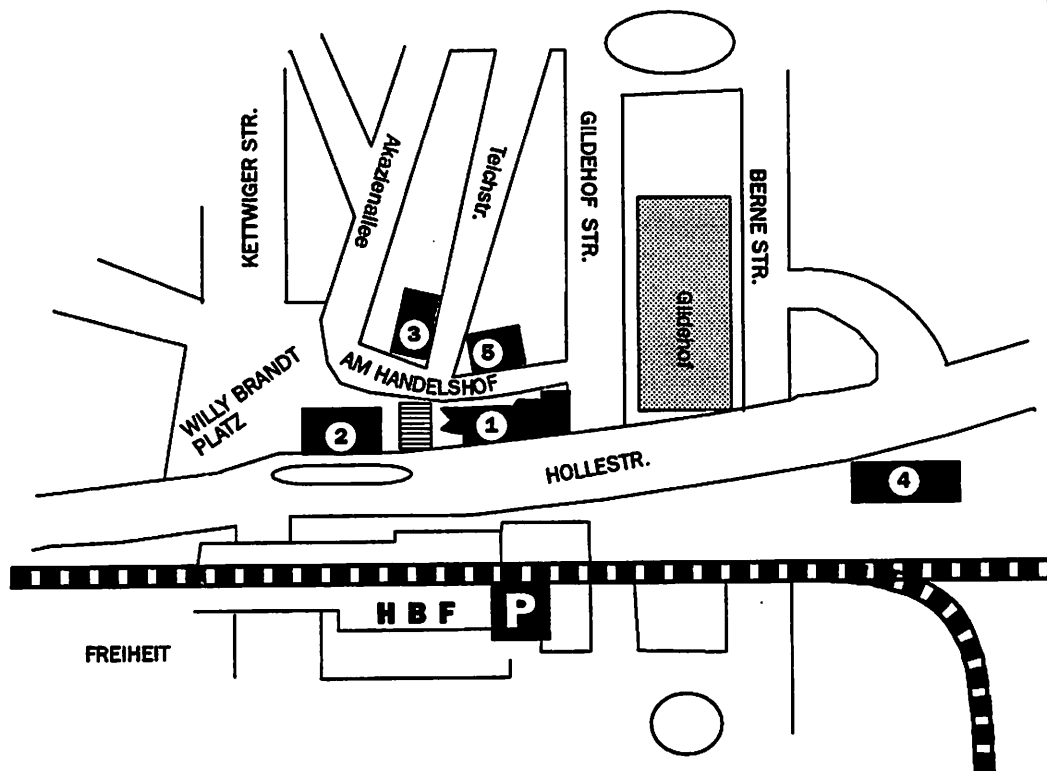 KETTWIGER STR.
Akazienallee
Teichstr.
GILDEHOF STR.
BERNE STR.
Gildehof
3
5
AM HANDELSHOF
WILLY BRANDT
PLATZ
2
1
HOLLESTR.
4
HBF
P
FREIHEIT